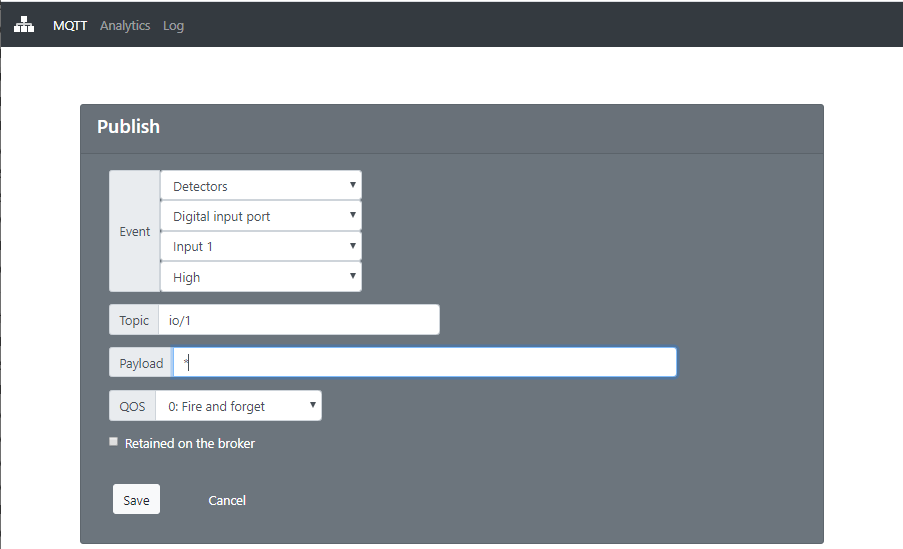 MQTT Analytics Log
Publish
Event
Detectors
Digital input port
Input 1
High
Topic io/1
Payload *
QOS 0: Fire and forget
Retained on the broker
Save Cancel